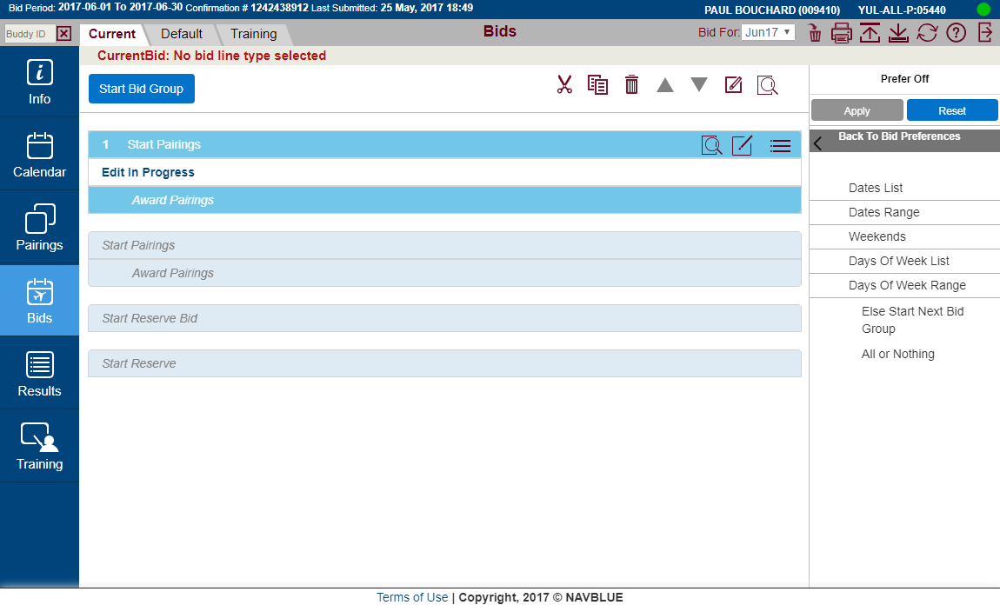 Bid Period: 2017-06-01 To 2017-06-30 Confirmation # 1242438912 Last Submitted: 25 May, 2017 18:49
PAUL BOUCHARD (009410) YUL-ALL-P:05440
Buddy ID
Current Default Training
Bids
Bid For: Jun17
CurrentBid: No bid line type selected
Info
Calendar
Pairings
Bids
Results
Training
Start Bid Group
1 Start Pairings
Edit In Progress
Award Pairings
Start Pairings
Award Pairings
Start Reserve Bid
Start Reserve
Prefer Off
Apply Reset
Back To Bid Preferences
Dates List
Dates Range
Weekends
Days Of Week List
Days Of Week Range
Else Start Next Bid
Group
All or Nothing
Terms of Use | Copyright, 2017 © NAVBLUE